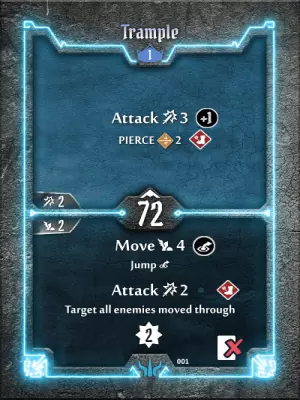 Trample
1
Attack 3 +1
PIERCE 2
2
72
2
Move 4
Jump
Attack 2
Target all enemies moved through
2
001